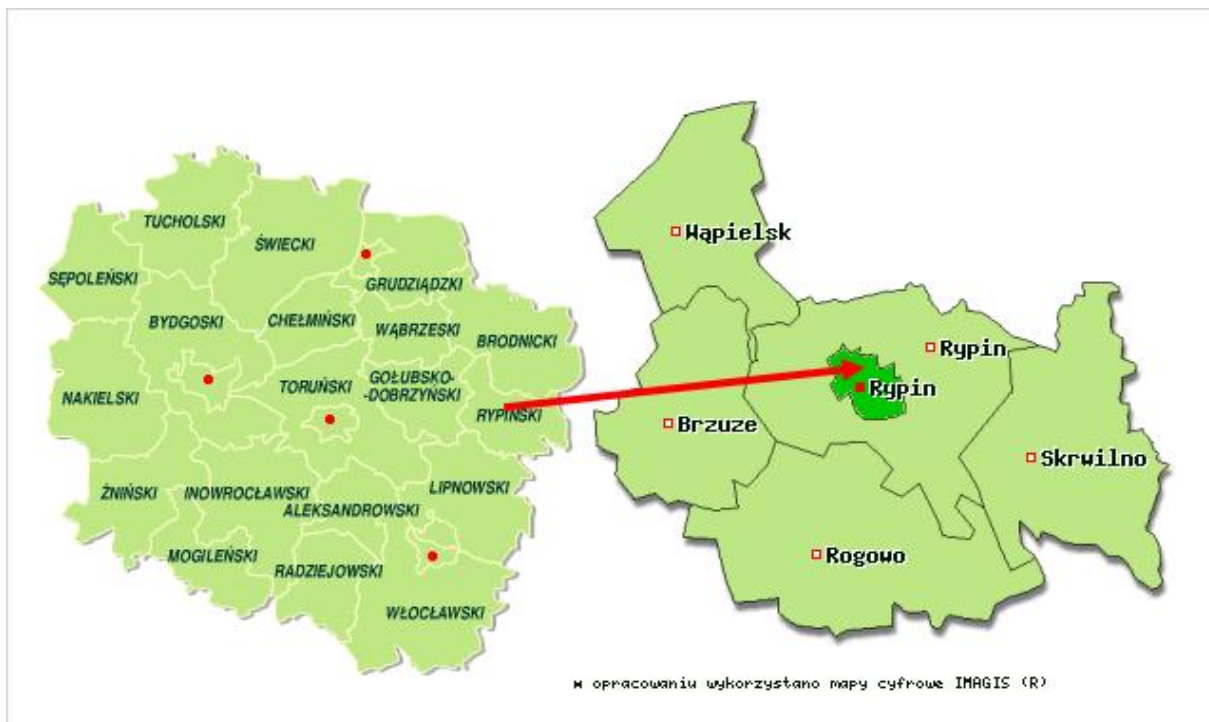 TUCHOLSKI
ŚWIECKI
SĘPOLEŃSKI
GRUDZIĄDZKI
BYDGOSKI
CHEŁMIŃSKI
WĄBRZESKI
BRODNICKI
NAKIELSKI
TORUŃSKI
GOŁUBSKO-
-DOBRZYŃSKI
RYPIŃSKI
ŻNIŃSKI
INOWROCŁAWSKI
LIPNOWSKI
ALEKSANDROWSKI
MOGILEŃSKI
RADZIEJOWSKI
WŁOCŁAWSKI
Wąpielsk
Rypin
Rypin
Brzuze
Skrwilno
Rogowo
w opracowaniu wykorzystano mapy cyfrowe IMAGIS (R)